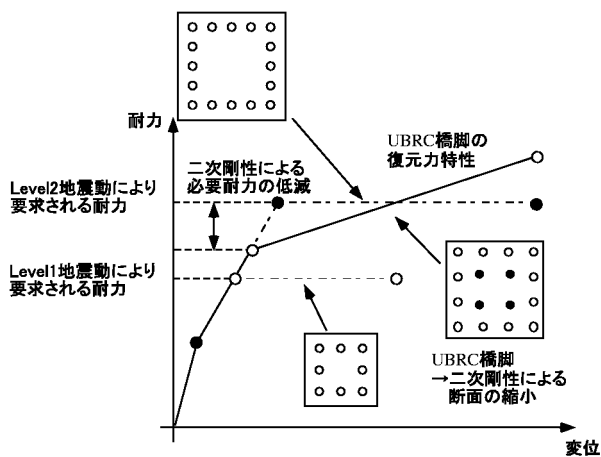 耐力
UBRC橋脚の
復元力特性
二次剛性による
必要耐力の低減
Level2地震動により
要求される耐力
Level1地震動により
要求される耐力
UBRC橋脚
→二次剛性による
断面の縮小
変位